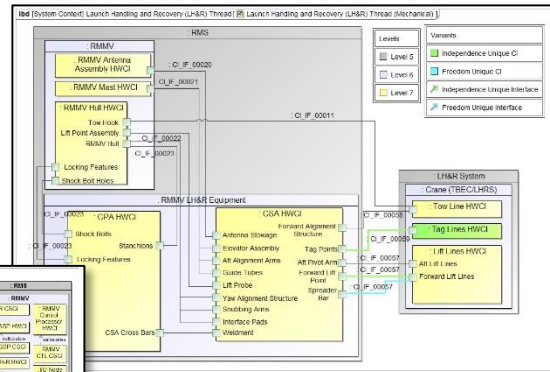 ibd [System Context] Launch Handling and Recovery (LH&R) Thread [ Launch Handling and Recovery (LH&R) Thread (Mechanical) ]
: RMS
: RMMV
: RMMV Antenna
Assembly HWCI
: RMMV Mast HWCI
: RMMV Hull HWCI
Tow Hook
Lift Point Assembly
RMMV Hull
Locking Features
Shock Bolt Holes
: CI_IF_00020
: CI_IF_00021
: CI_IF_00022
: CI_IF_00023
: CI_IF_00011
Levels
Level 5
Level 6
Level 7
Variants
Independence Unique CI
Freedom Unique CI
Independence Unique Interface
Freedom Unique Interface
: RMMV LH&R Equipment
: CPA HWCI
Shock Bolts
Stanchions
Locking Features
CSA Cross Bars
: CSA HWCI
Forward Alignment
Structure
Antenna Stowage
Elevator Assembly
Tag Points
Aft Alignment Arms
Aft Pivot Arm
Guide Tubes
Forward Lift
Point
Lift Probe
Spreader
Bar
Yaw Alignment Structure
Snubbing Arms
Interface Pads
Weldment
: CI_IF_00058
: CI_IF_00059
: CI_IF_00057
: CI_IF_00057
: CI_IF_00057
: LH&R System
: Crane (TBEC/LHRS)
: Tow Line HWCI
: Tag Lines HWCI
: Lift Lines HWCI
Aft Lift Lines
Forward Lift Lines
: RMS
: RMMV
: RMMV
Control
Processor
HWCI
RMMV
CTL CSCI